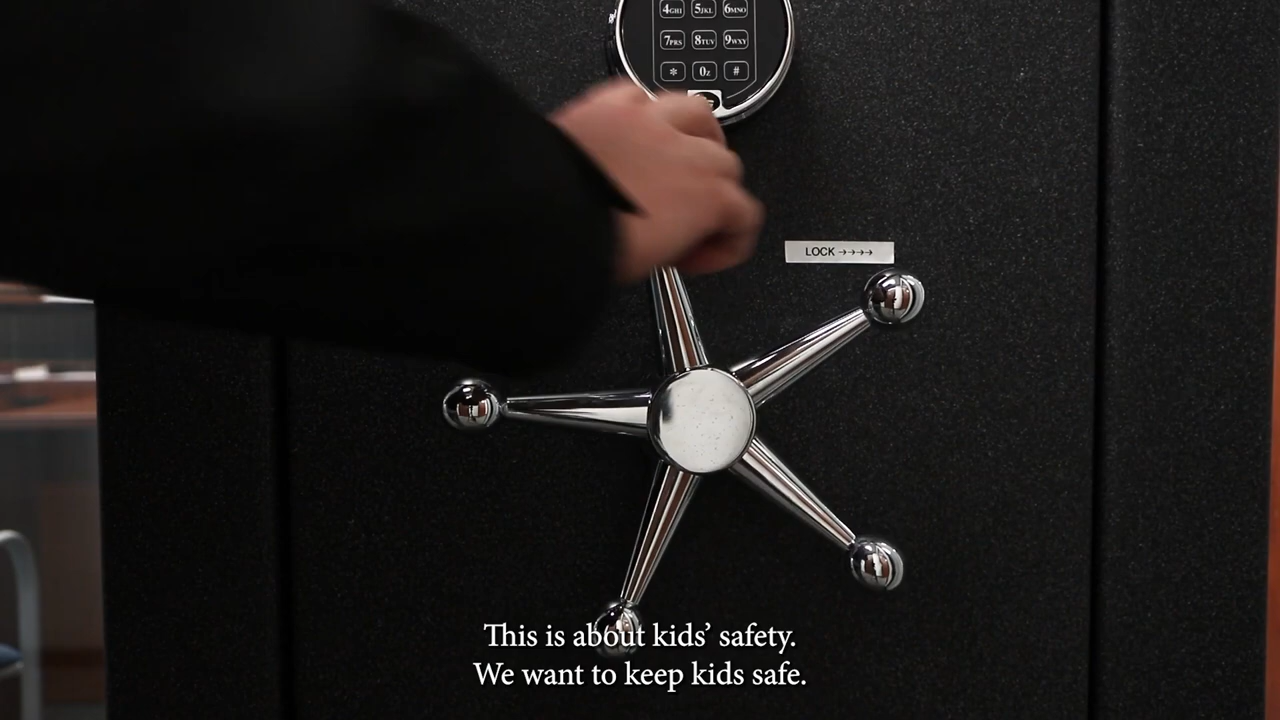 4GHI 5JKL 6MNO
7PRS 8TUV 9WXY
* 0Z #
LOCK →→→→
This is about kids’ safety.
We want to keep kids safe.